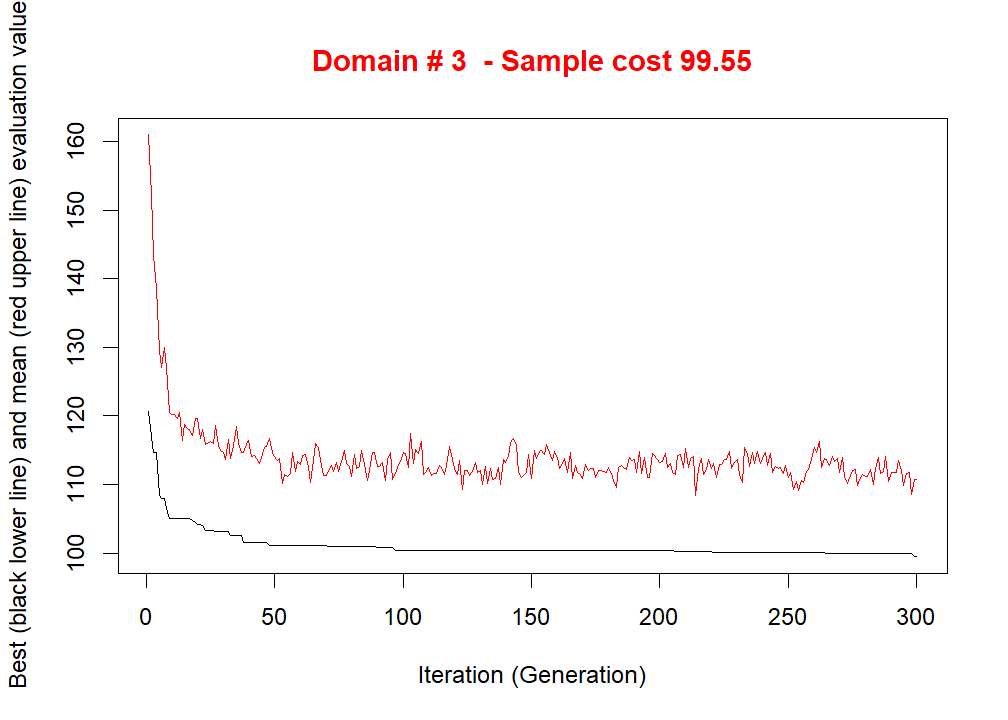 Domain # 3  - Sample cost 99.55
Best (black lower line) and mean (red upper line) evaluation value
160
150
140
130
120
110
100
0 50 100 150 200 250 300
Iteration (Generation)